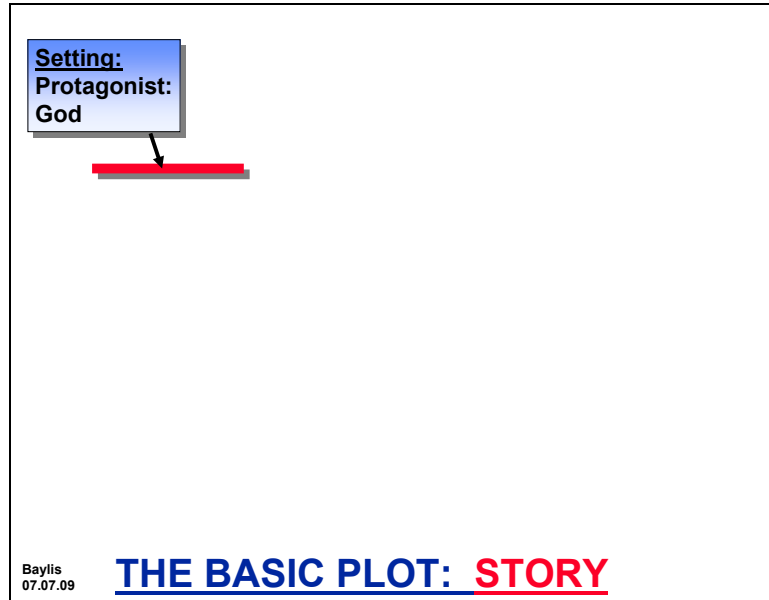 Setting:
Protagonist:
God
Baylis
07.07.09
THE BASIC PLOT: STORY